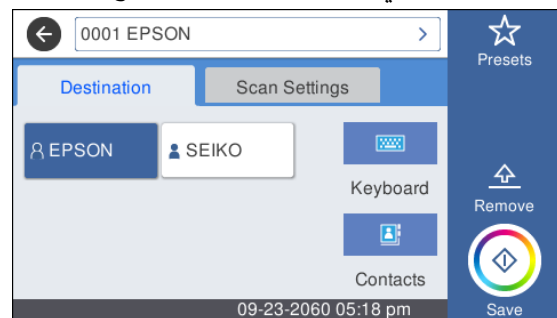 0001 EPSON
Presets
Destination
Scan Settings
EPSON
SEIKO
Keyboard
Remove
Contacts
09-23-2060 05:18 pm
Save